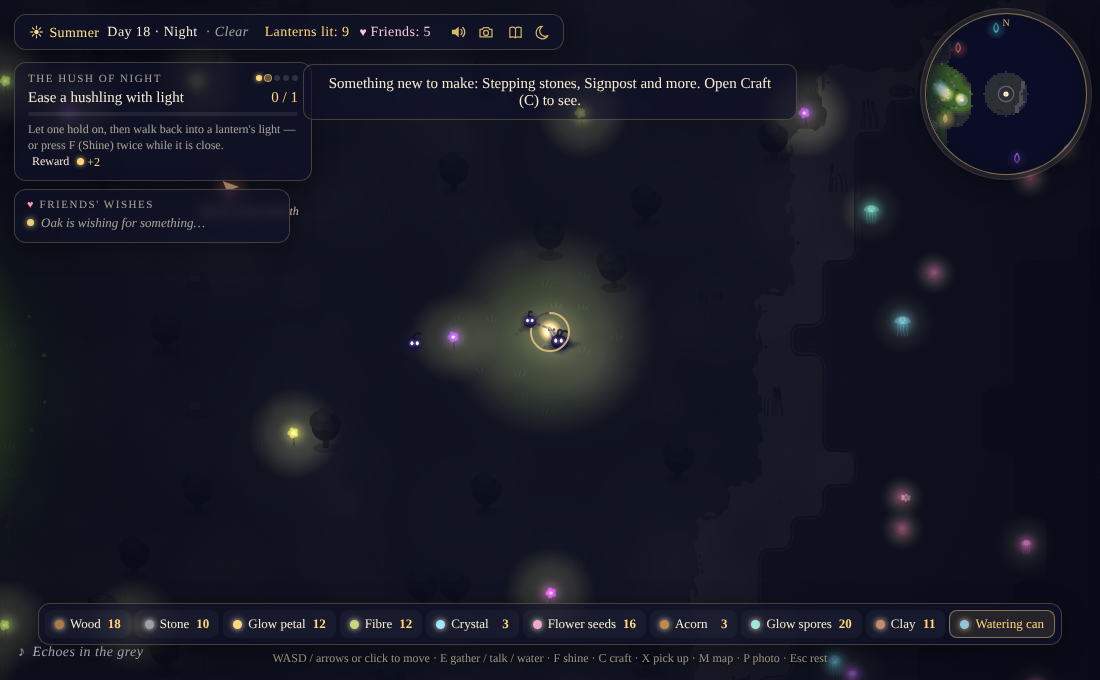 Summer Day 18 · Night · Clear Lanterns lit: 9 ♥ Friends: 5
N
THE HUSH OF NIGHT
Ease a hushling with light 0 / 1
Let one hold on, then walk back into a lantern's light —
or press F (Shine) twice while it is close.
Reward +2
Something new to make: Stepping stones, Signpost and more. Open Craft
(C) to see.
♥ FRIENDS' WISHES
Oak is wishing for something…
th
Wood 18 Stone 10 Glow petal 12 Fibre 12 Crystal 3 Flower seeds 16 Acorn 3 Glow spores 20 Clay 11 Watering can
♪ Echoes in the grey
WASD / arrows or click to move · E gather / talk / water · F shine · C craft · X pick up · M map · P photo · Esc rest